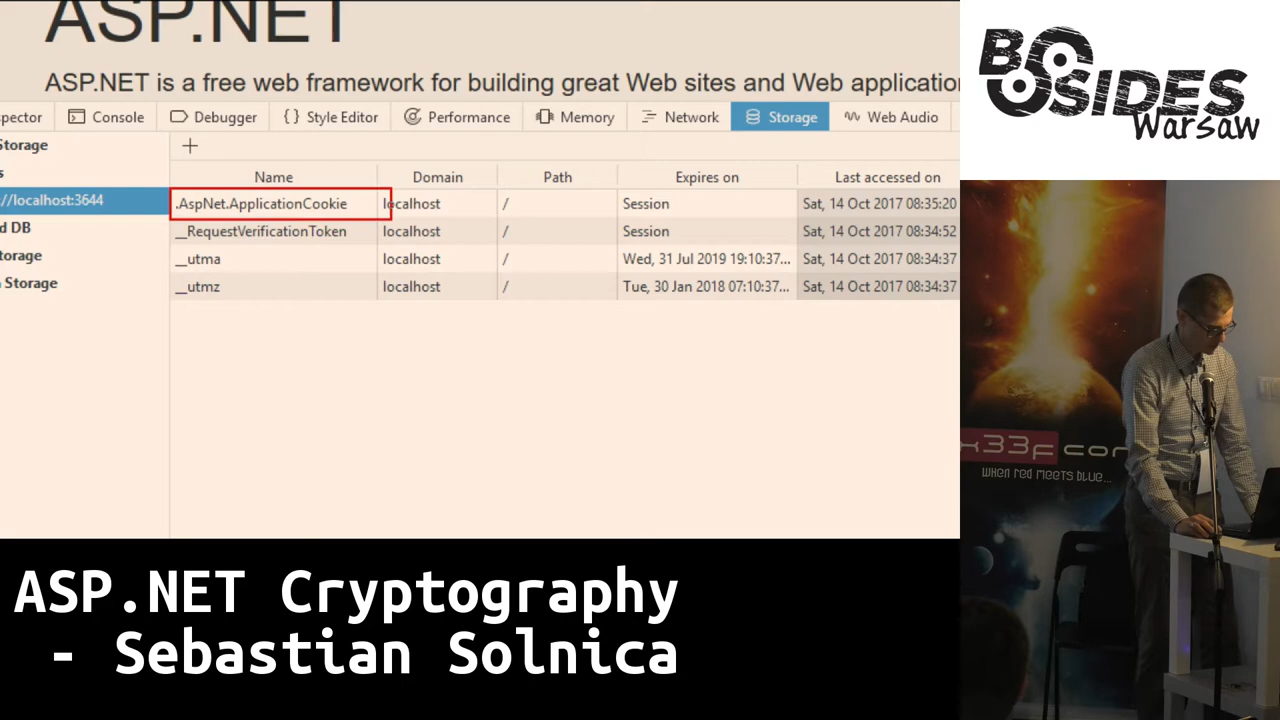 ASP.NET
ASP.NET is a free web framework for building great Web sites and Web application
spector Console Debugger { } Style Editor Performance Memory Network Storage Web Audio
Storage
s
//localhost:3644
d DB
torage
n Storage
+
Name Domain Path Expires on Last accessed on
.AspNet.ApplicationCookie localhost / Session Sat, 14 Oct 2017 08:35:20
__RequestVerificationToken localhost / Session Sat, 14 Oct 2017 08:34:52
__utma localhost / Wed, 31 Jul 2019 19:10:37... Sat, 14 Oct 2017 08:34:37
__utmz localhost / Tue, 30 Jan 2018 07:10:37... Sat, 14 Oct 2017 08:34:37
BSIDES
Warsaw
x33fcon
WHEN RED MEETS BLUE...
ASP.NET Cryptography
- Sebastian Solnica